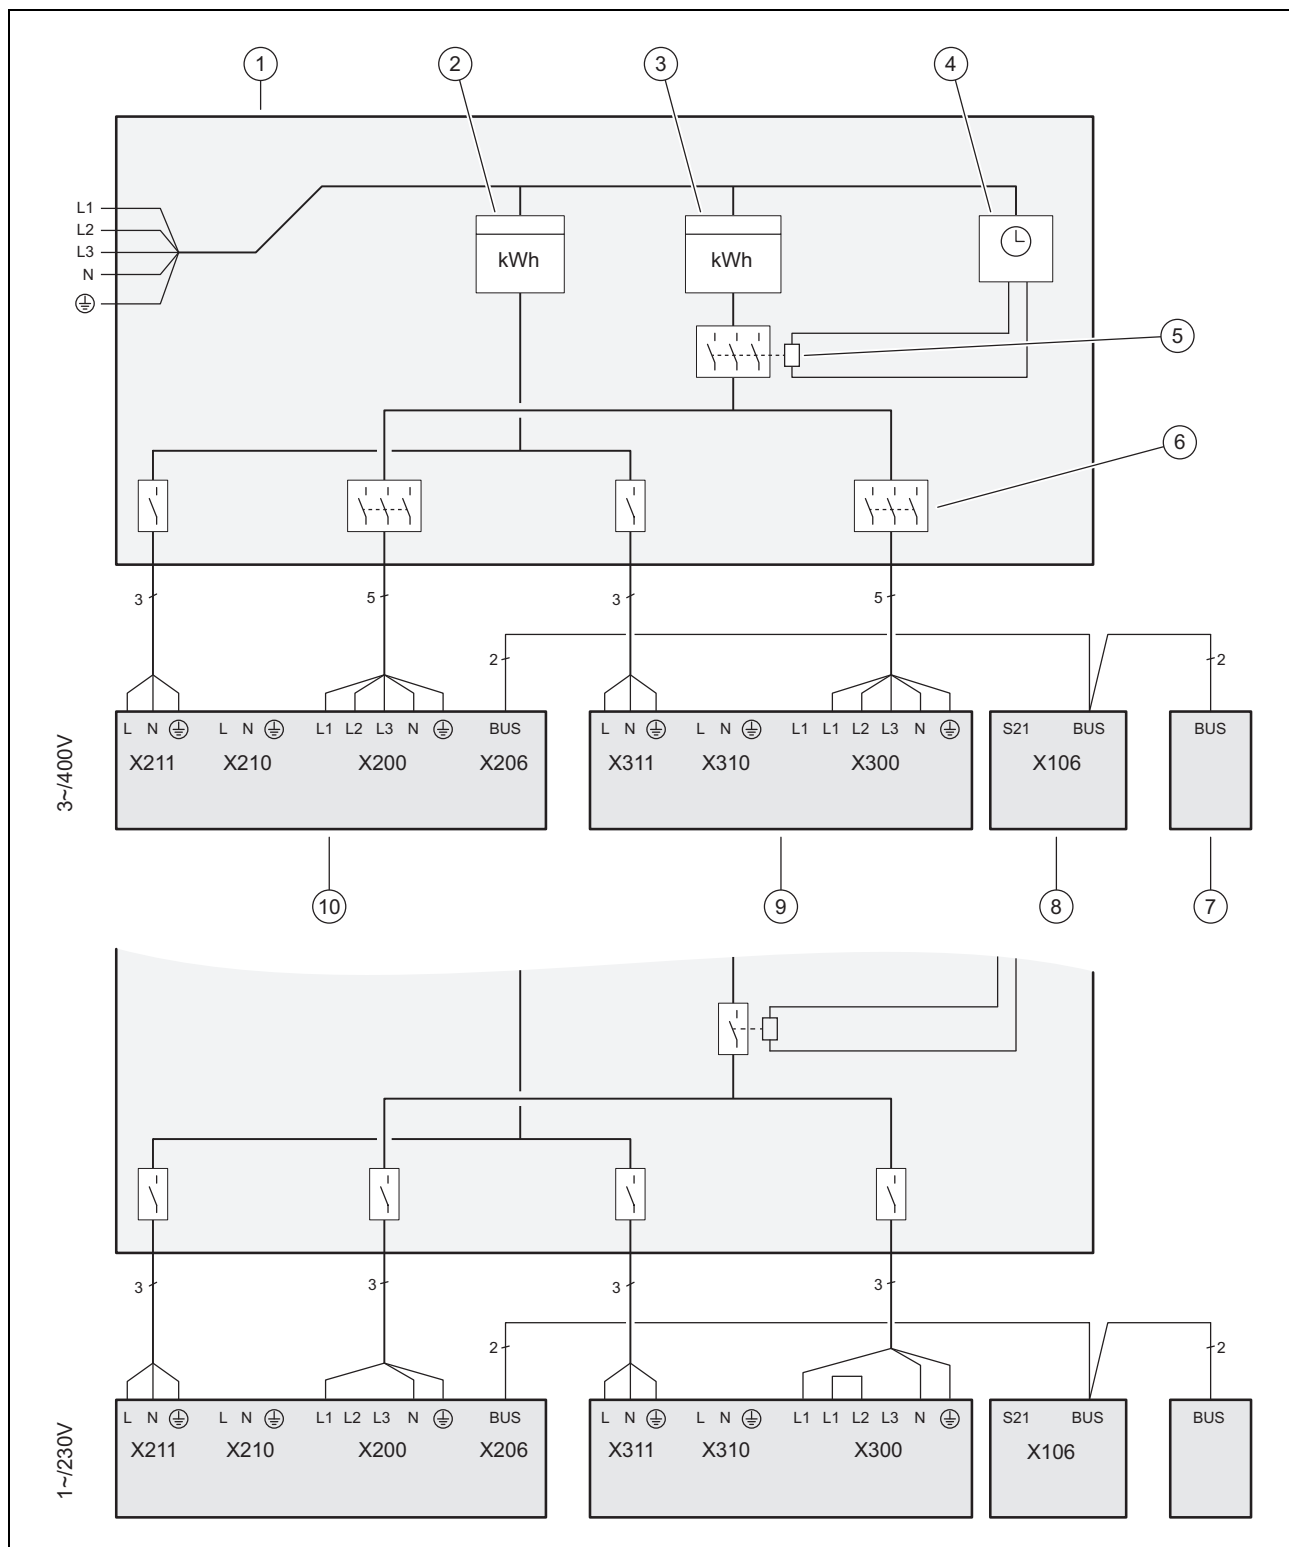 1 2 3 4
L1
L2
L3
N
kWh kWh
5
6
3 5 3 5
2 2
L N L N L1 L2 L3 N BUS L N L N L1 L1 L2 L3 N S21 BUS BUS
X211 X210 X200 X206 X311 X310 X300 X106
3~/400V
10 9 8 7
3 3 3 3
2 2
L N L N L1 L2 L3 N BUS L N L N L1 L1 L2 L3 N S21 BUS BUS
X211 X210 X200 X206 X311 X310 X300 X106
1~/230V